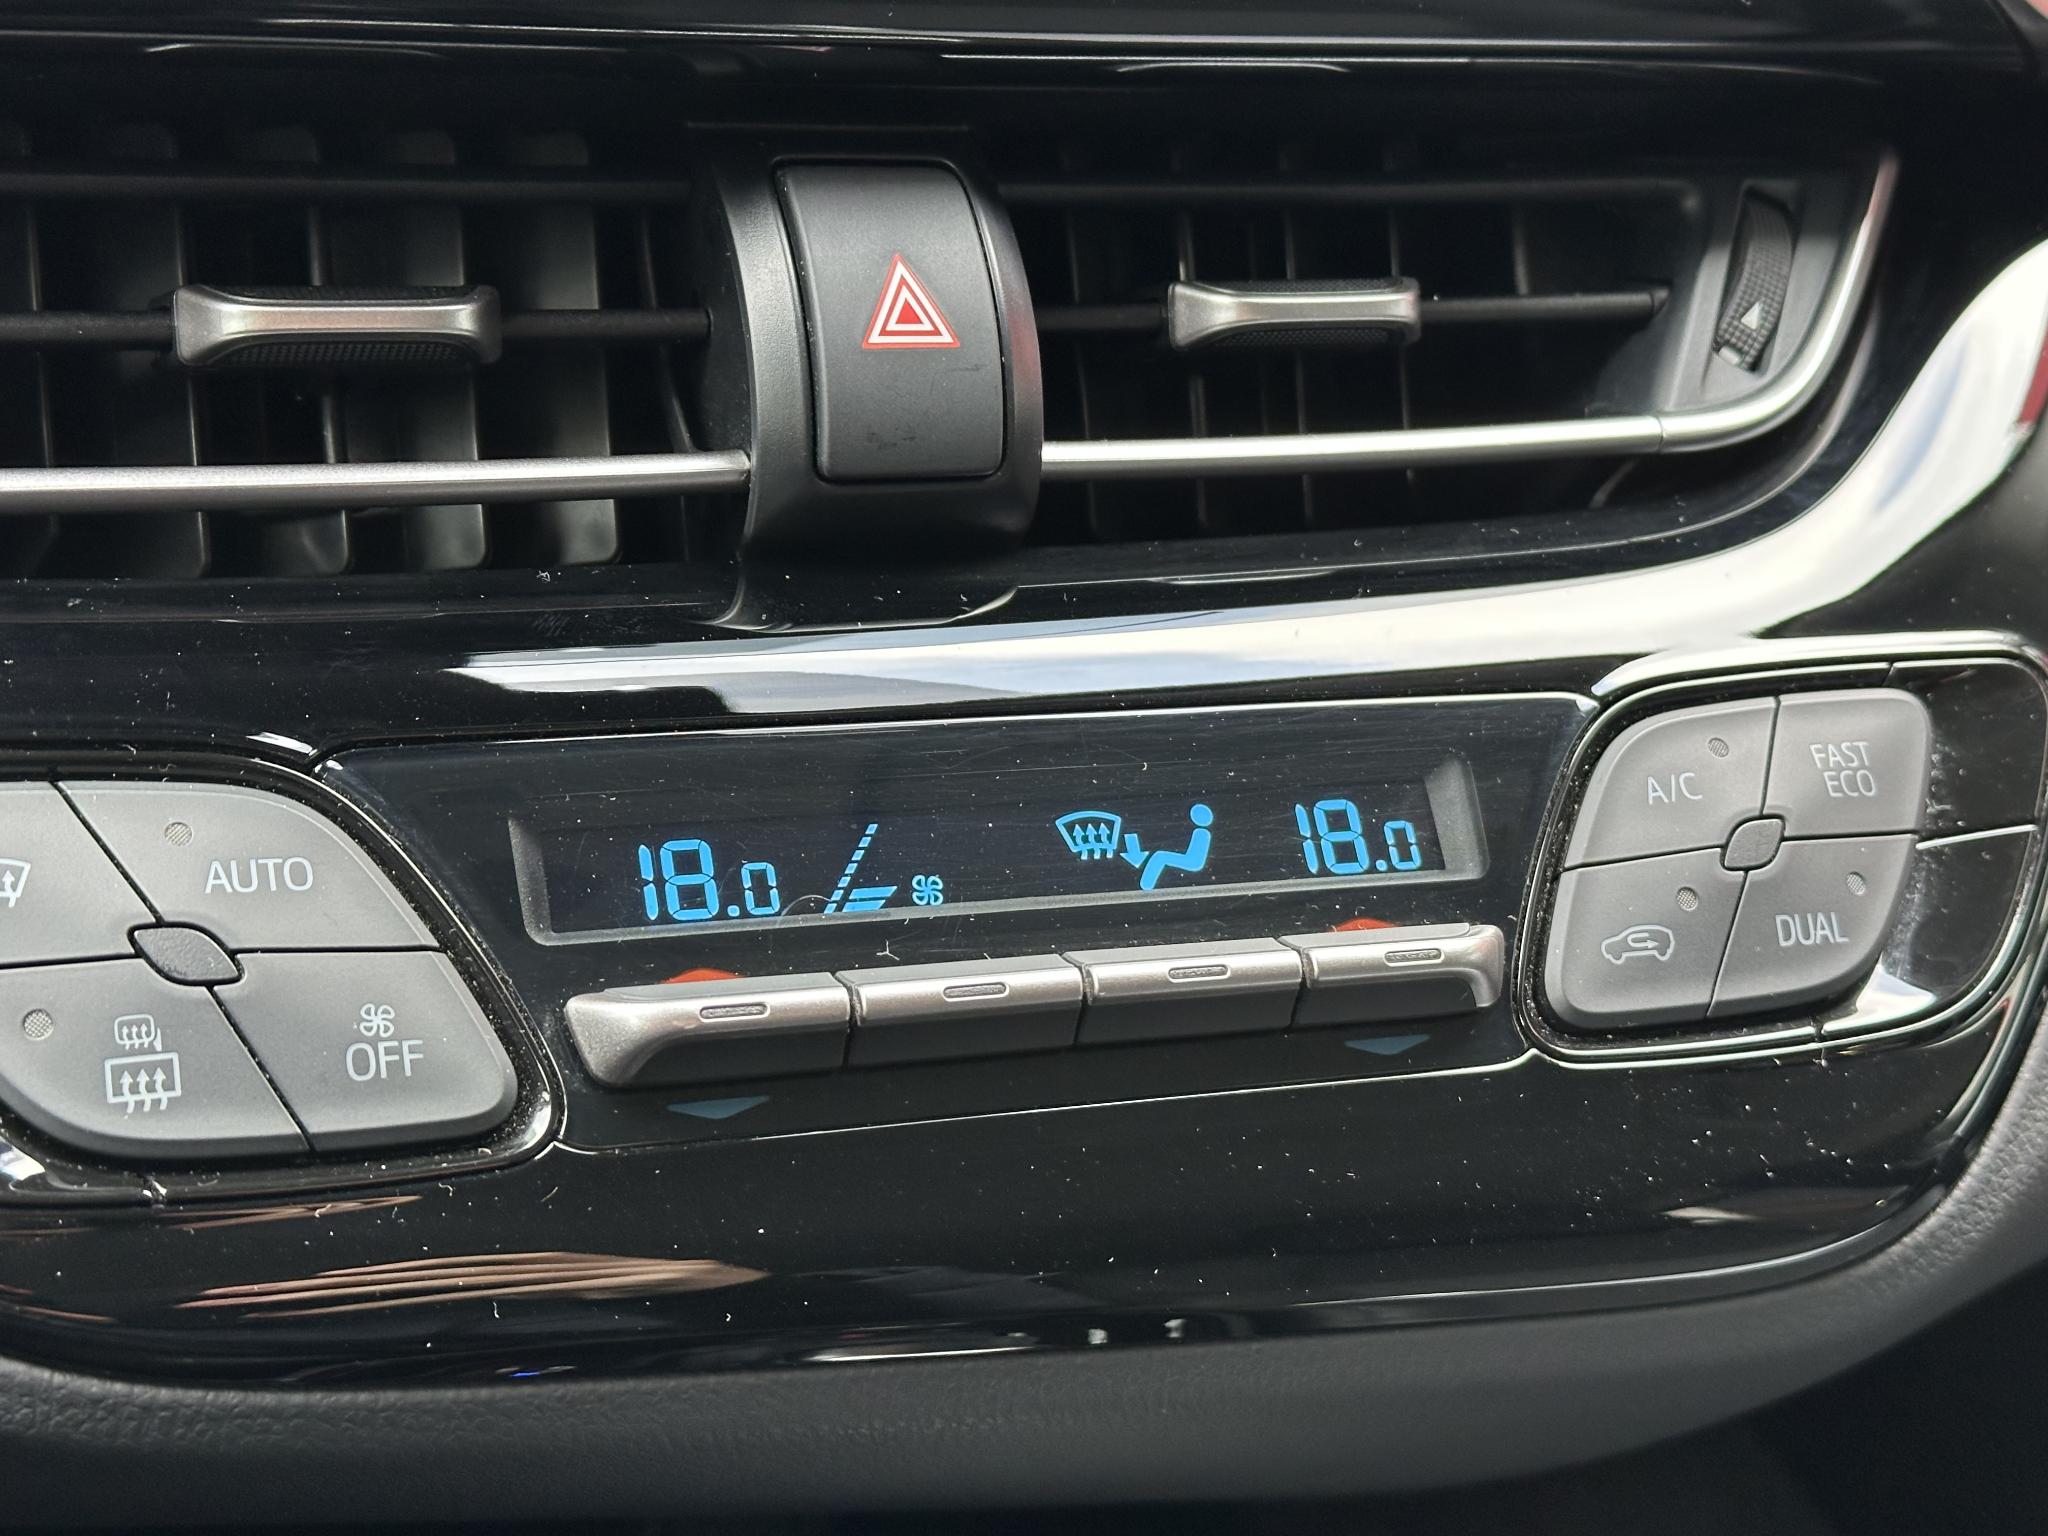 18.0
18.0
A/C
FAST
ECO
AUTO
DUAL
OFF